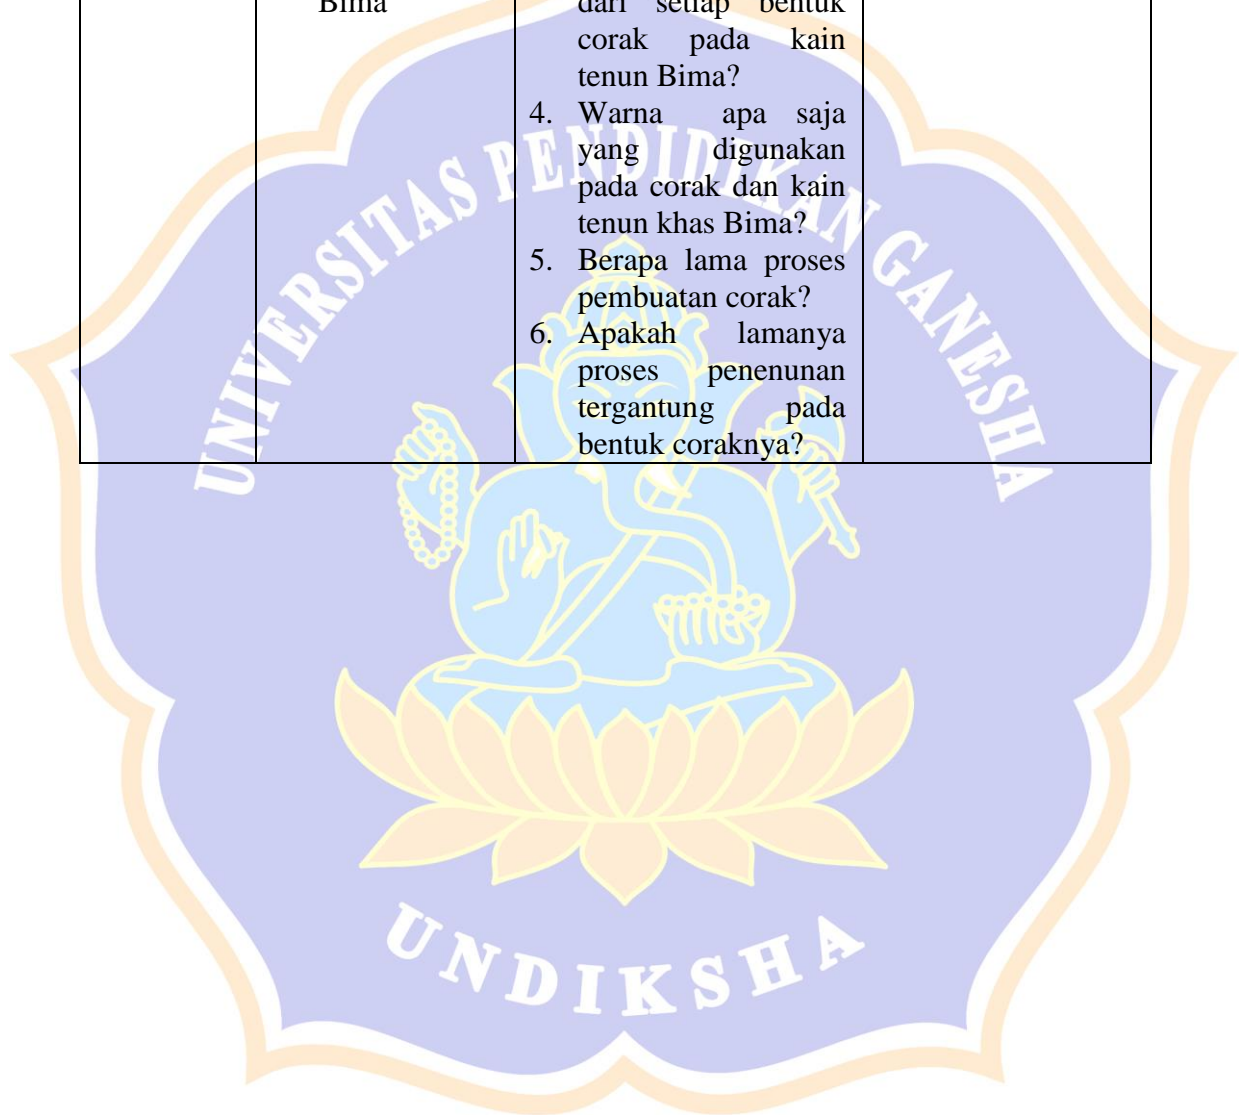 Bima
dari setiap bentuk
corak pada kain
tenun Bima?
4. Warna apa saja
yang digunakan
pada corak dan kain
tenun khas Bima?
5. Berapa lama proses
pembuatan corak?
6. Apakah lamanya
proses penenunan
tergantung pada
bentuk coraknya?
UNIVERSITAS PENDIDIKAN GANESHA
UNDIKSHA